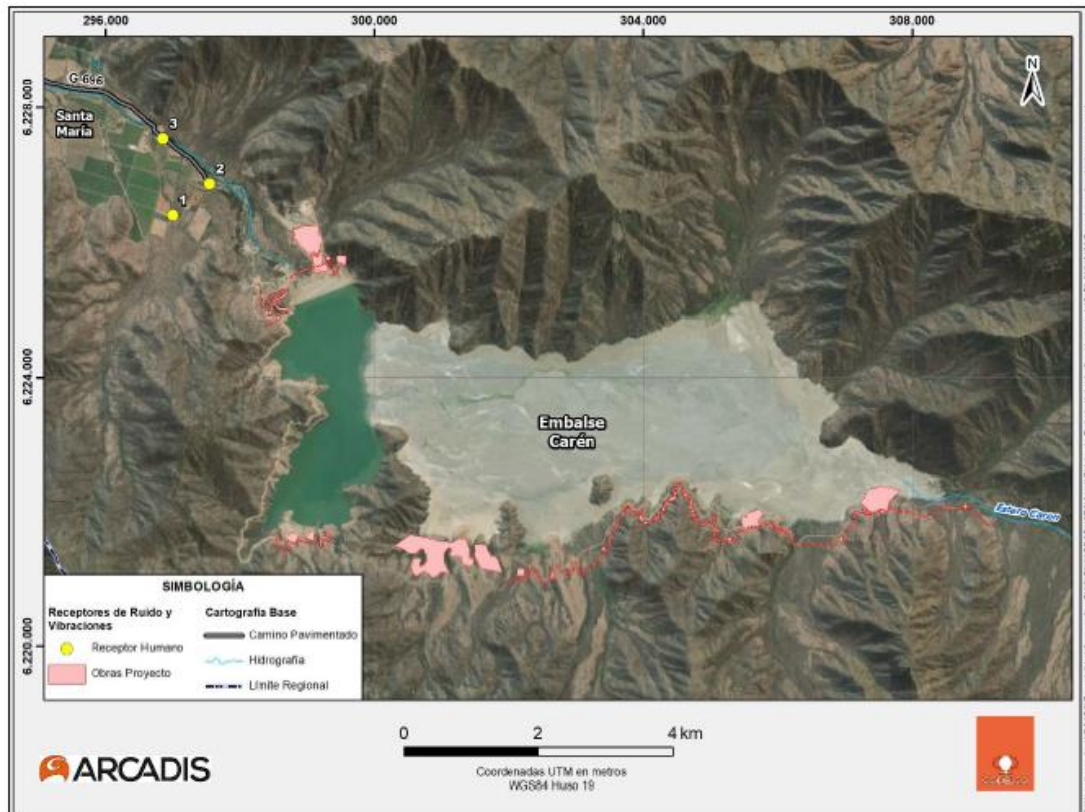 296.000
300.000
304.000
308.000
6.228.000
6.224.000
6.220.000
N
G-696
Santa
María
3
2
1
Embalse
Carén
Estero Carén
SIMBOLOGÍA
Receptores de Ruido y
Vibraciones
Receptor Humano
Obras Proyecto
Cartografía Base
Camino Pavimentado
Hidrografía
Límite Regional
0
2
4 km
Coordenadas UTM en metros
WGS84 Huso 19
ARCADIS